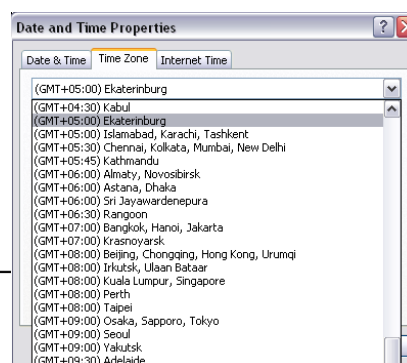 Date and Time Properties
Date & Time Time Zone Internet Time
(GMT+05:00) Ekaterinburg
(GMT+04:30) Kabul
(GMT+05:00) Ekaterinburg
(GMT+05:00) Islamabad, Karachi, Tashkent
(GMT+05:30) Chennai, Kolkata, Mumbai, New Delhi
(GMT+05:45) Kathmandu
(GMT+06:00) Almaty, Novosibirsk
(GMT+06:00) Astana, Dhaka
(GMT+06:00) Sri Jayawardenepura
(GMT+06:30) Rangoon
(GMT+07:00) Bangkok, Hanoi, Jakarta
(GMT+07:00) Krasnoyarsk
(GMT+08:00) Beijing, Chongqing, Hong Kong, Urumqi
(GMT+08:00) Irkutsk, Ulaan Bataar
(GMT+08:00) Kuala Lumpur, Singapore
(GMT+08:00) Perth
(GMT+08:00) Taipei
(GMT+09:00) Osaka, Sapporo, Tokyo
(GMT+09:00) Seoul
(GMT+09:00) Yakutsk
(GMT+09:30) Adelaide